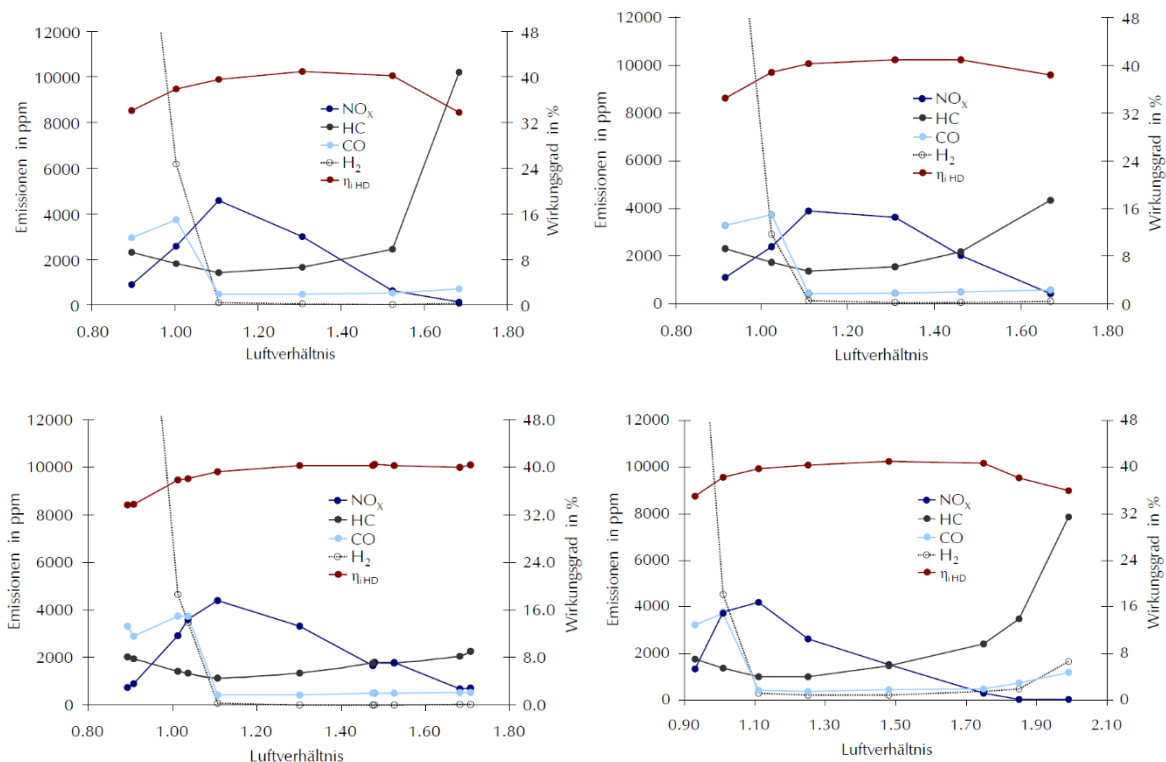 12000
10000
8000
6000
4000
2000
0
Emissionen in ppm
48
40
32
24
16
8
0
Wirkungsgrad in %
NOX
HC
CO
H2
ηi HD
0.80 1.00 1.20 1.40 1.60 1.80
Luftverhältnis
12000
10000
8000
6000
4000
2000
0
Emissionen in ppm
48
40
32
24
16
8
0
Wirkungsgrad in %
NOX
HC
CO
H2
ηi HD
0.80 1.00 1.20 1.40 1.60 1.80
Luftverhältnis
12000
10000
8000
6000
4000
2000
0
Emissionen in ppm
48.0
40.0
32.0
24.0
16.0
8.0
0.0
Wirkungsgrad in %
NOX
HC
CO
H2
ηi HD
0.80 1.00 1.20 1.40 1.60 1.80
Luftverhältnis
12000
10000
8000
6000
4000
2000
0
Emissionen in ppm
48
40
32
24
16
8
0
Wirkungsgrad in %
NOX
HC
CO
H2
ηi HD
0.90 1.10 1.30 1.50 1.70 1.90 2.10
Luftverhältnis